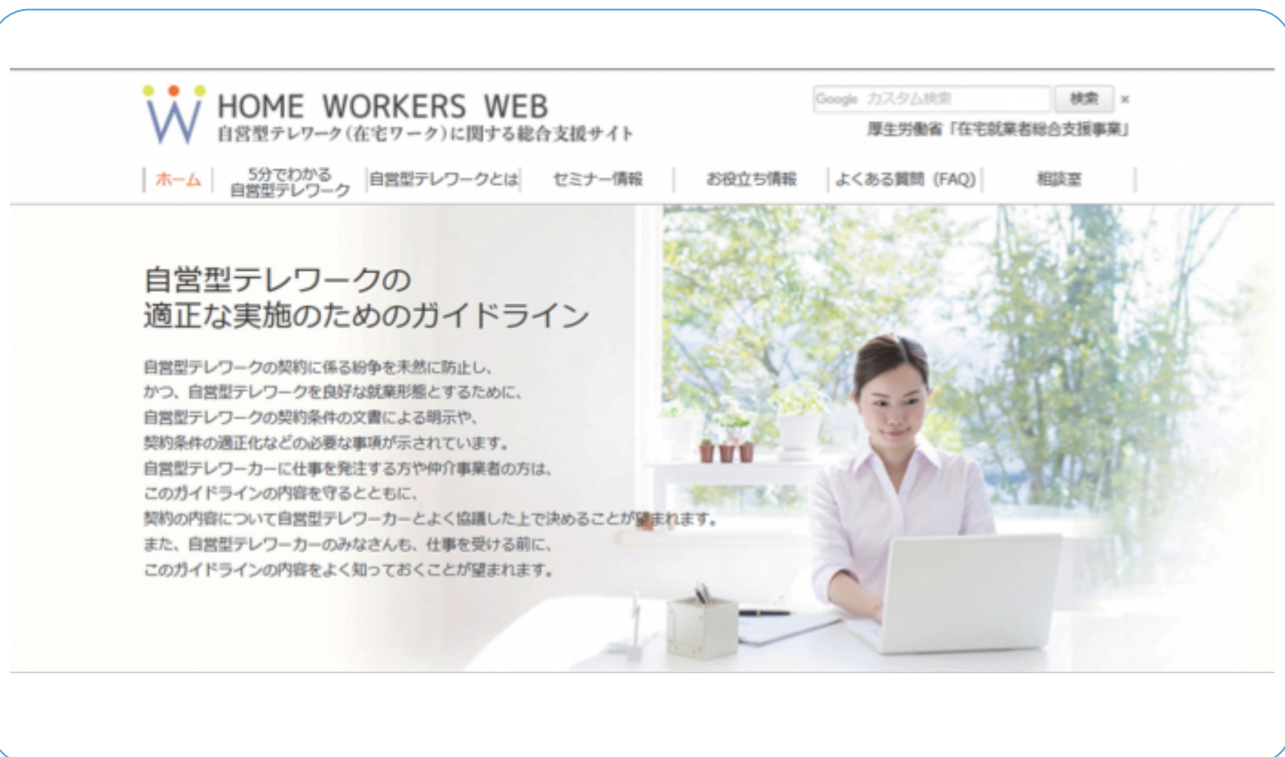 HOME WORKERS WEB
自営型テレワーク(在宅ワーク)に関する総合支援サイト
Google カスタム検索
検索
×
厚生労働省「在宅就業者総合支援事業」
ホーム
5分でわかる
自営型テレワーク
自営型テレワークとは
セミナー情報
お役立ち情報
よくある質問 (FAQ)
相談室
自営型テレワークの
適正な実施のためのガイドライン
自営型テレワークの契約に係る紛争を未然に防止し、
かつ、自営型テレワークを良好な就業形態とするために、
自営型テレワークの契約条件の文書による明示や、
契約条件の適正化などの必要な事項が示されています。
自営型テレワーカーに仕事を発注する方や仲介事業者の方は、
このガイドラインの内容を守るとともに、
契約の内容について自営型テレワーカーとよく協議した上で決めることが望まれます。
また、自営型テレワーカーのみなさんも、仕事を受ける前に、
このガイドラインの内容をよく知っておくことが望まれます。